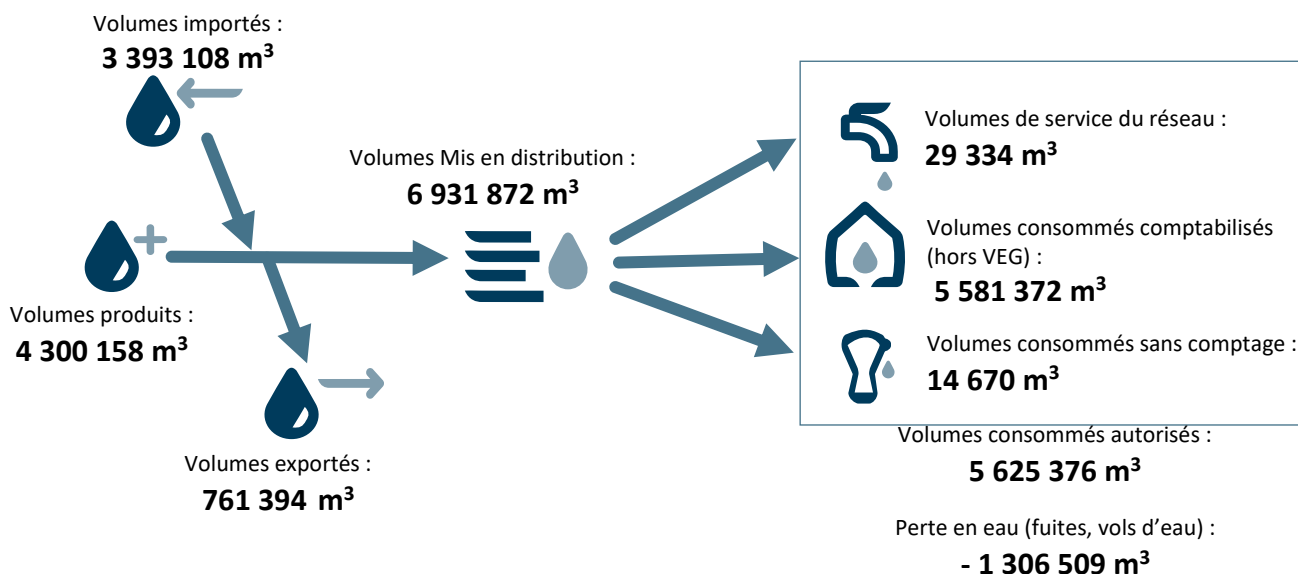 Volumes importés :
3 393 108 m³
Volumes produits :
4 300 158 m³
Volumes exportés :
761 394 m³
Volumes Mis en distribution :
6 931 872 m³
Volumes de service du réseau :
29 334 m³
Volumes consommés comptabilisés
(hors VEG) :
5 581 372 m³
Volumes consommés sans comptage :
14 670 m³
Volumes consommés autorisés :
5 625 376 m³
Perte en eau (fuites, vols d’eau) :
- 1 306 509 m³